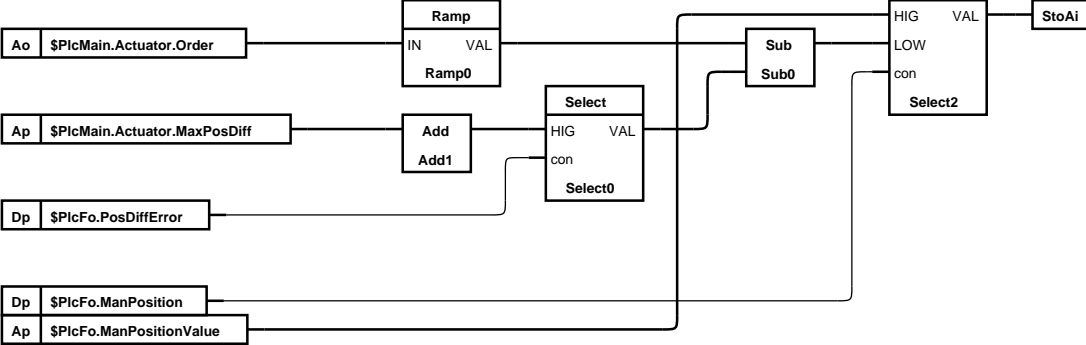 Ramp
HIG VAL
StoAi
Ao $PlcMain.Actuator.Order
IN VAL
Sub
LOW
Ramp0
Sub0
con
Select
Select2
Ap $PlcMain.Actuator.MaxPosDiff
Add
HIG VAL
Add1
con
Select0
Dp $PlcFo.PosDiffError
Dp $PlcFo.ManPosition
Ap $PlcFo.ManPositionValue